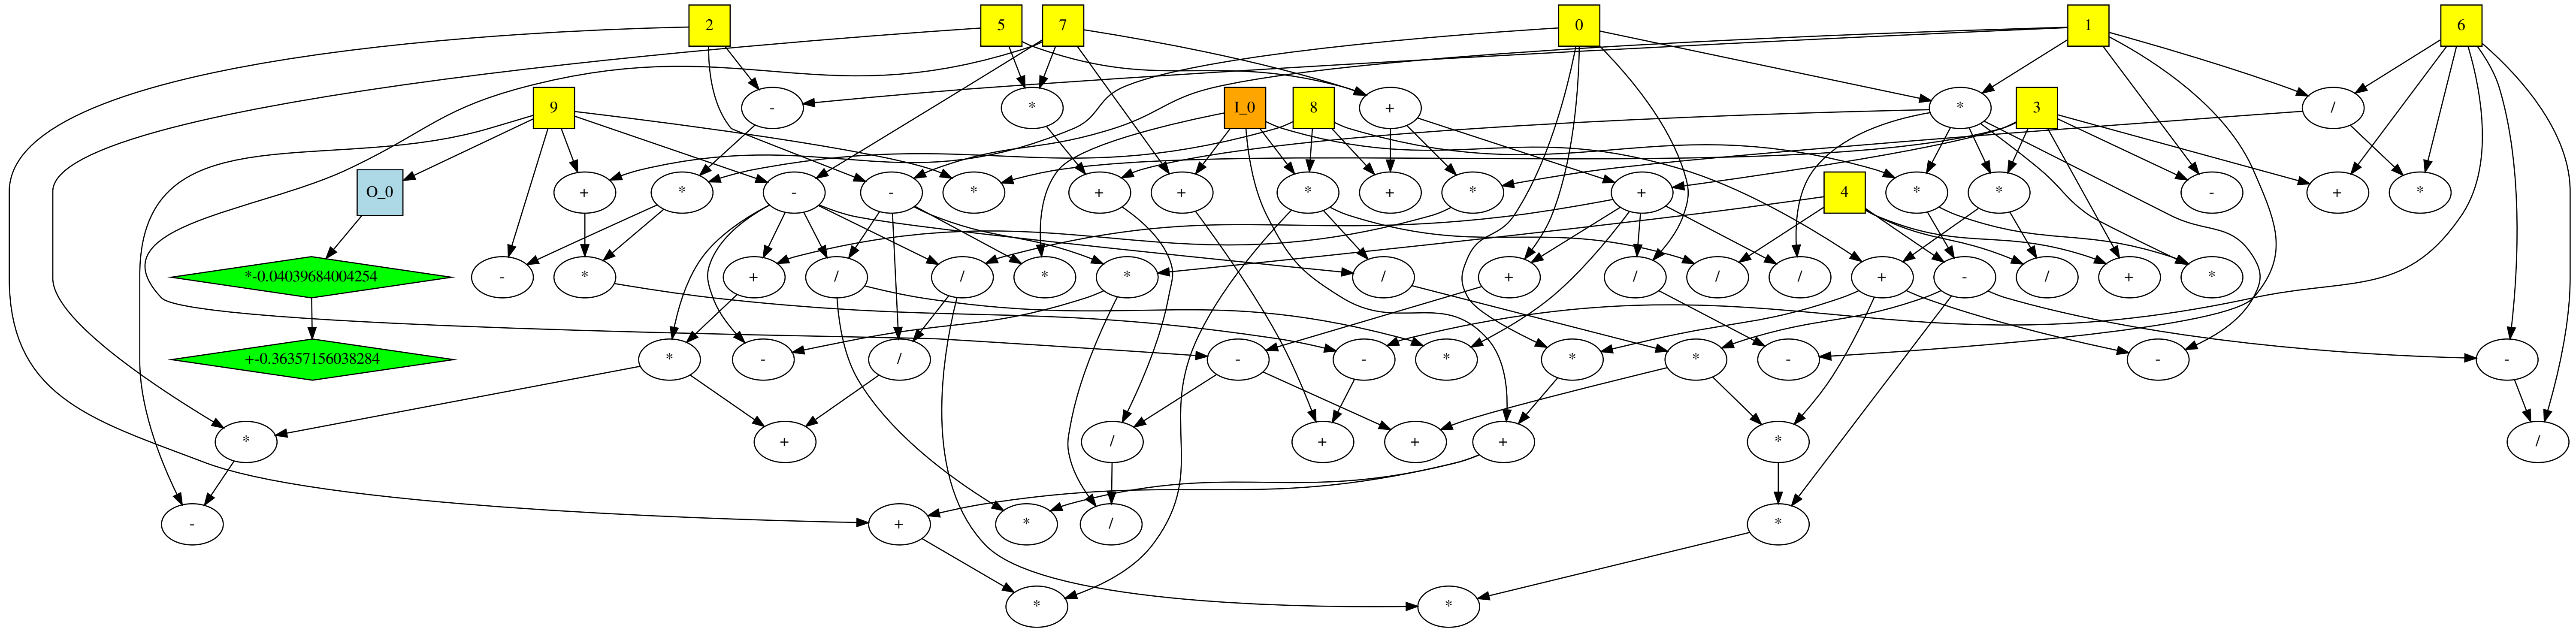 2 5 7 0 1 6
9 - * I_0 8 + * 3 /
O_0 + * - - * + + * + * + 4 * * - + *
*-0.04039684004254 - * + / / * * / + / / / + - / + *
+-0.36357156038284 * - / - - * * * - - -
* + / + + + * /
- + * / *
* *